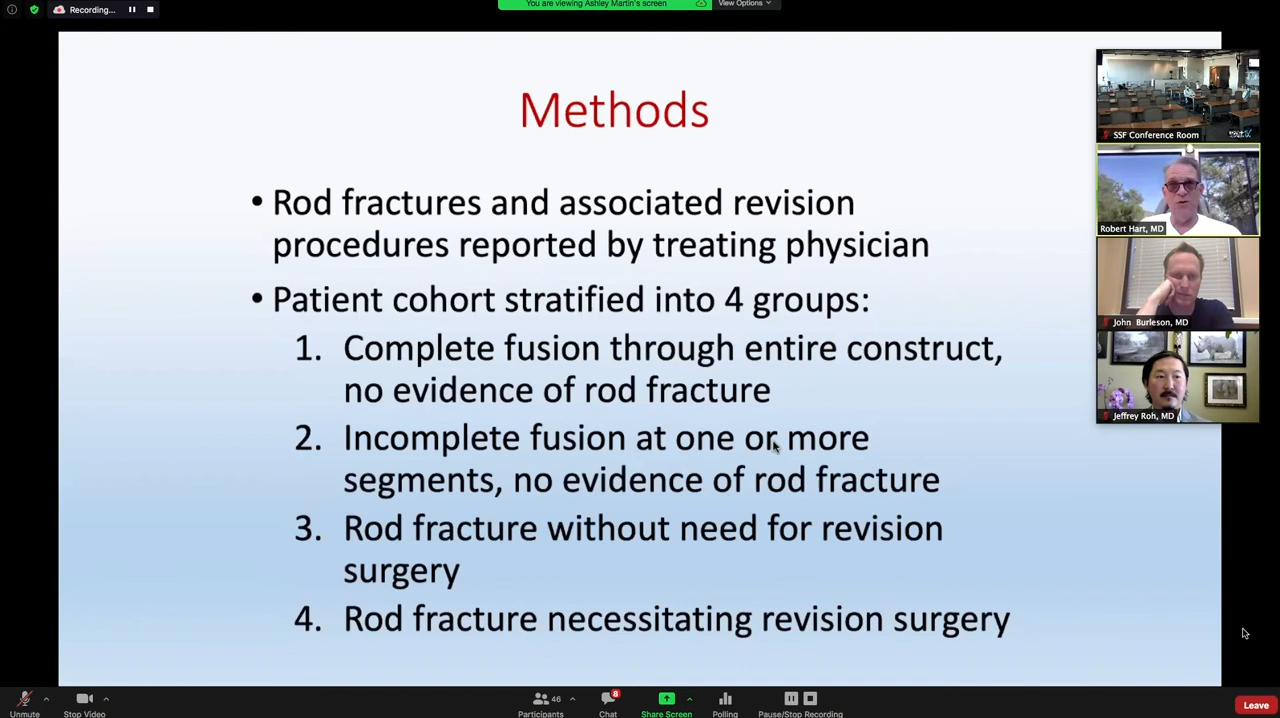 Recording...
You are viewing Ashley Martin's screen
View Options
Methods
• Rod fractures and associated revision
procedures reported by treating physician
• Patient cohort stratified into 4 groups:
1. Complete fusion through entire construct,
no evidence of rod fracture
2. Incomplete fusion at one or more
segments, no evidence of rod fracture
3. Rod fracture without need for revision
surgery
4. Rod fracture necessitating revision surgery
SSF Conference Room
Robert Hart, MD
John Burleson, MD
Jeffrey Roh, MD
Unmute
Stop Video
46
Participants
8
Chat
Share Screen
Polling
Pause/Stop Recording
Leave